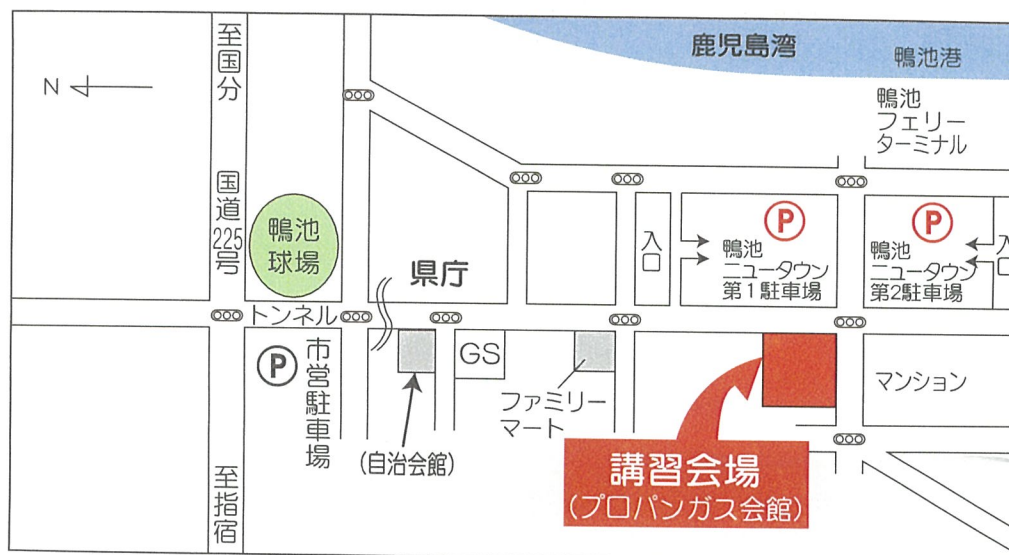 至国分
N
国道225号
鴨池
球場
トンネル
P
市営駐車場
至指宿
県庁
(自治会館)
GS
ファミリー
マート
鹿児島湾
鴨池港
鴨池
フェリー
ターミナル
入口
P
鴨池
ニュータウン
第1駐車場
P
鴨池
ニュータウン
第2駐車場
入口
マンション
講習会場
(プロパンガス会館)